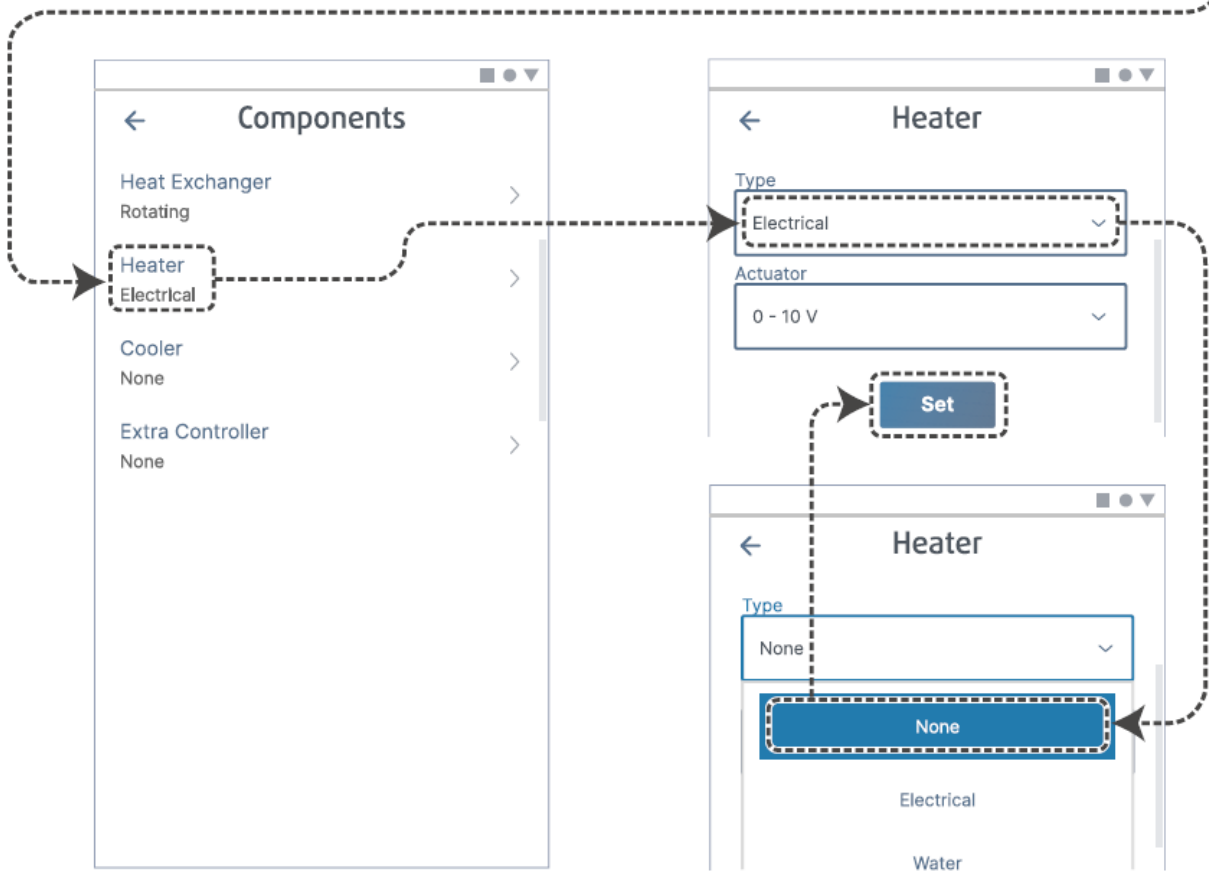 Components
Heat Exchanger
Rotating
Heater
Electrical
Cooler
None
Extra Controller
None
Heater
Type
Electrical
Actuator
0 - 10 V
Set
Heater
Type
None
None
Electrical
Water